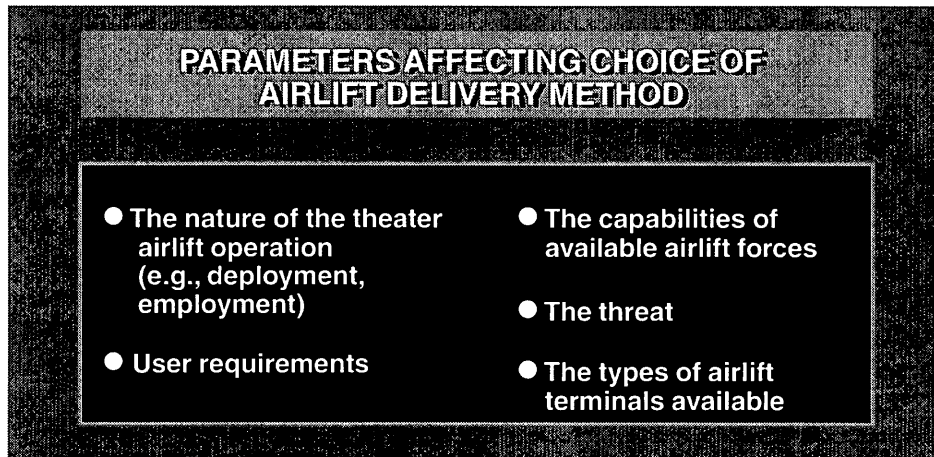 PARAMETERS AFFECTING CHOICE OF
AIRLIFT DELIVERY METHOD
● The nature of the theater
airlift operation
(e.g., deployment,
employment)
● User requirements
● The capabilities of
available airlift forces
● The threat
● The types of airlift
terminals available